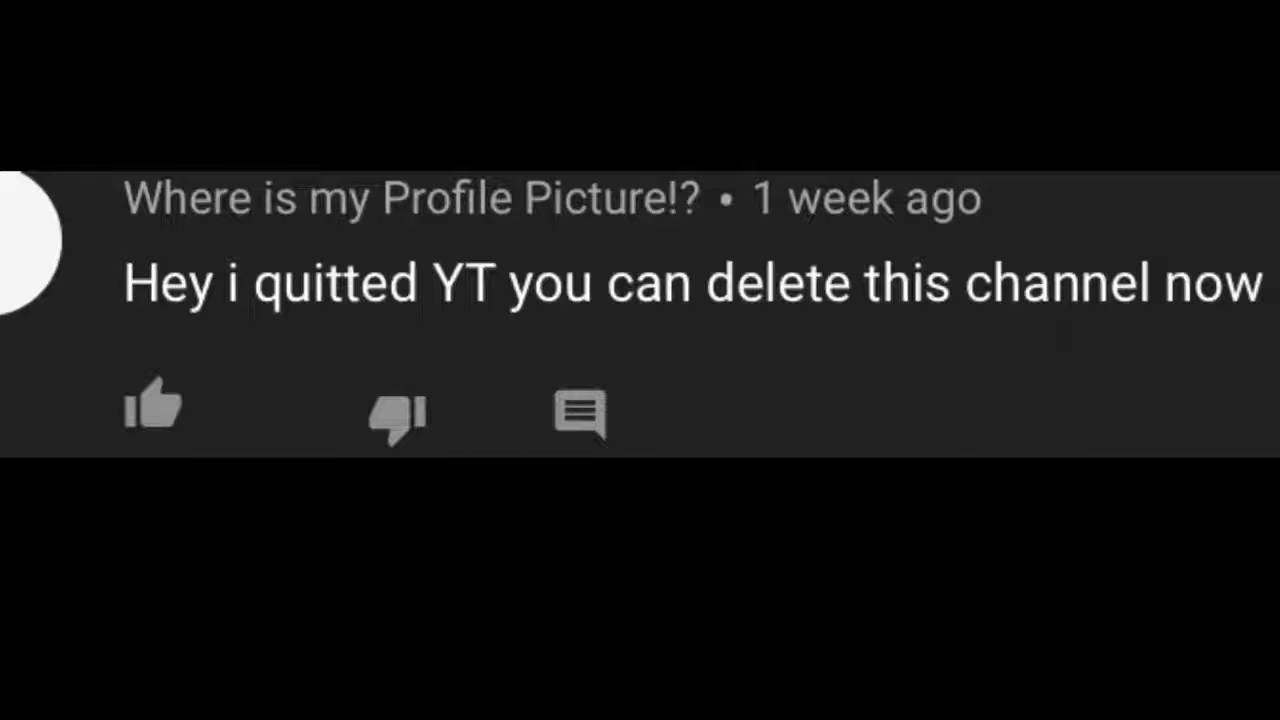 Where is my Profile Picture!? • 1 week ago
Hey i quitted YT you can delete this channel now